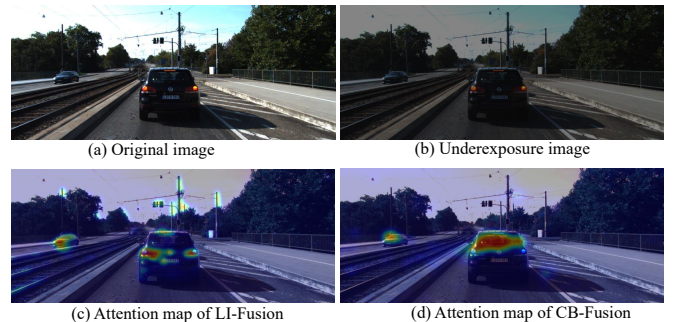 (a) Original image
(b) Underexposure image
(c) Attention map of LI-Fusion
(d) Attention map of CB-Fusion